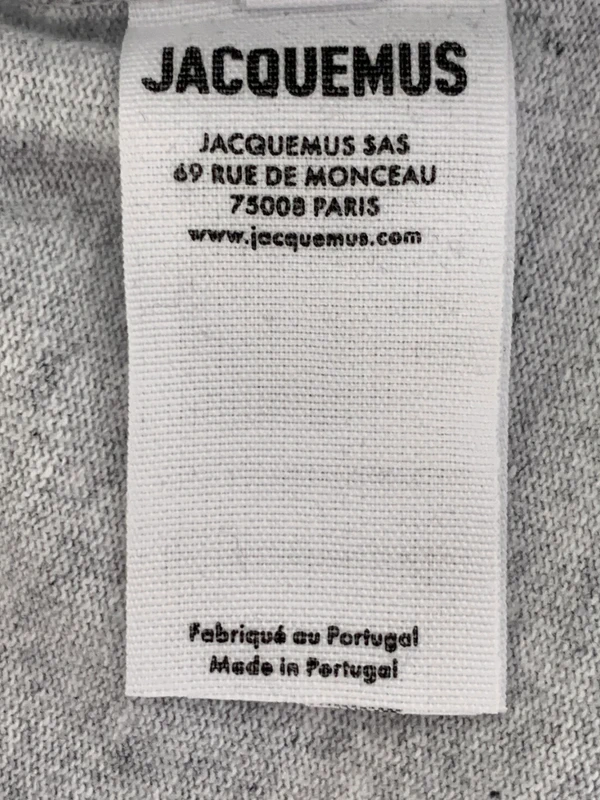 JACQUEMUS
JACQUEMUS SAS
69 RUE DE MONCEAU
75008 PARIS
www.jacquemus.com
Fabriqué au Portugal
Made in Portugal